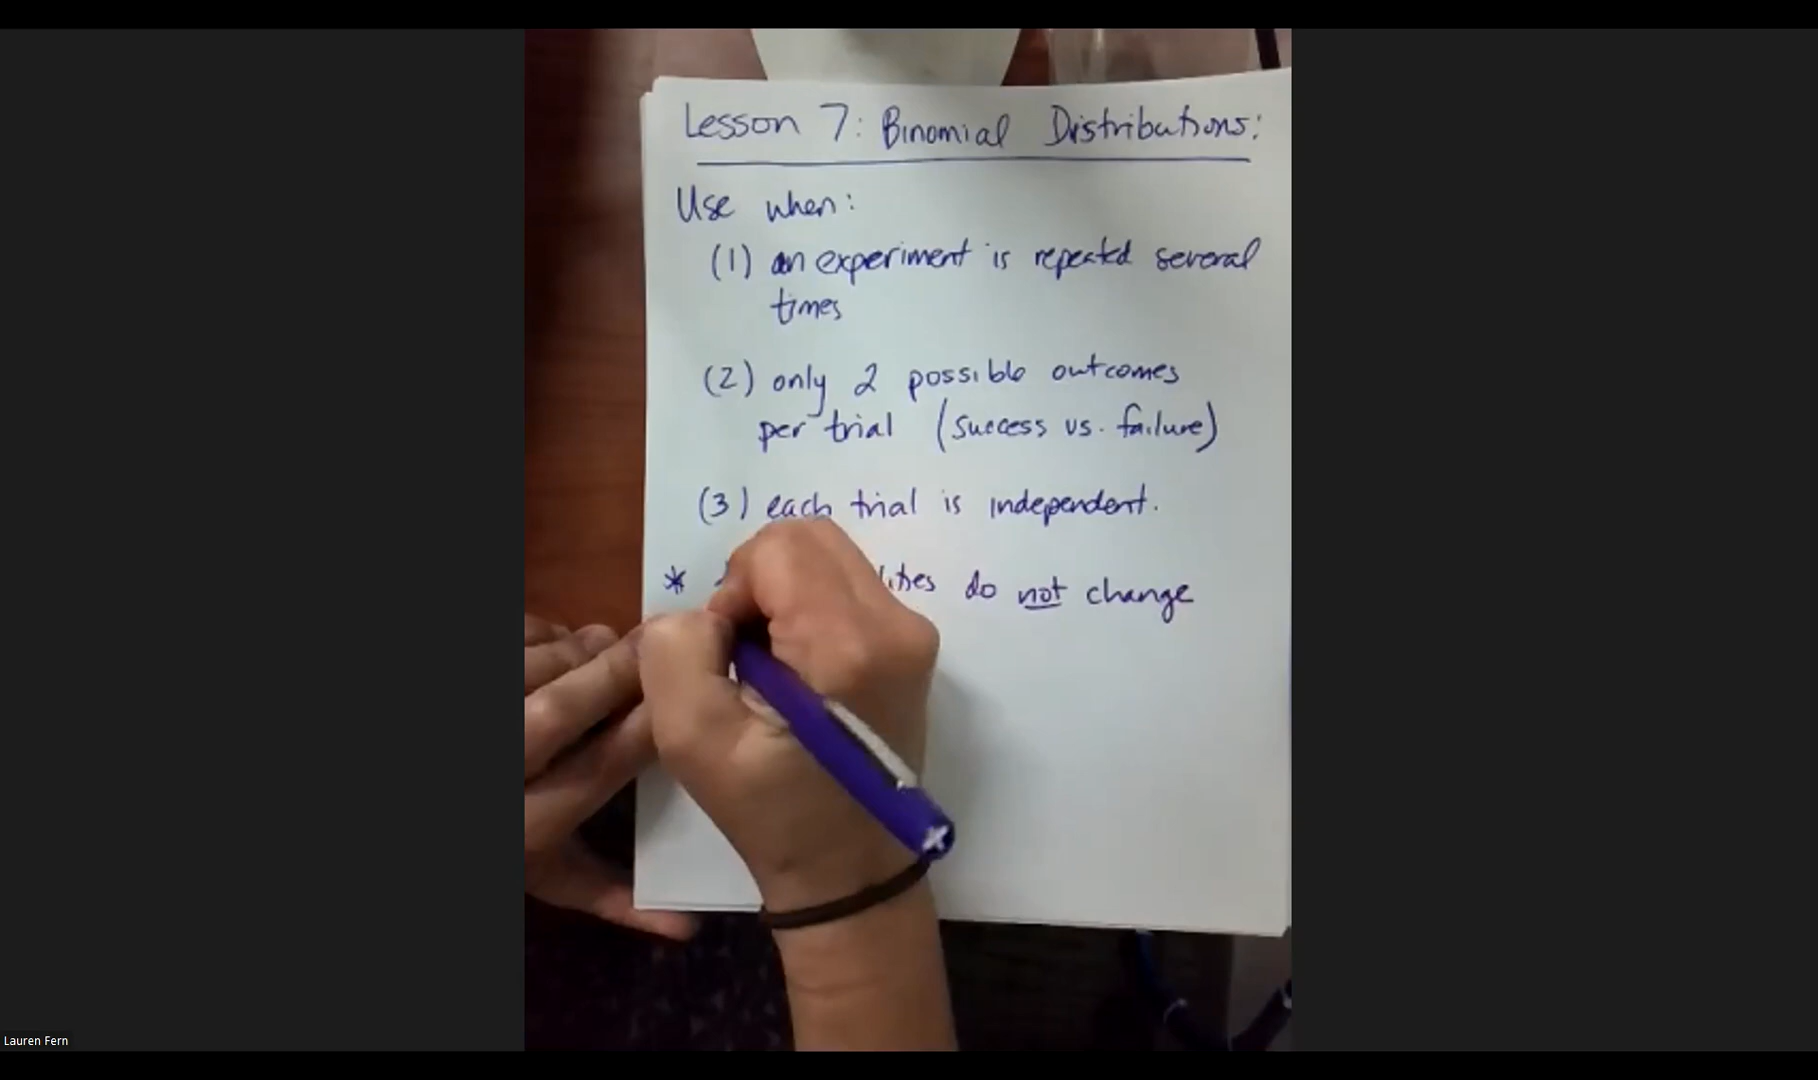 Lesson 7: Binomial Distributions:
Use when:
(1) an experiment is repeated several
times
(2) only 2 possible outcomes
per trial (success vs. failure)
(3) each trial is independent.
* do not change
Lauren Fern